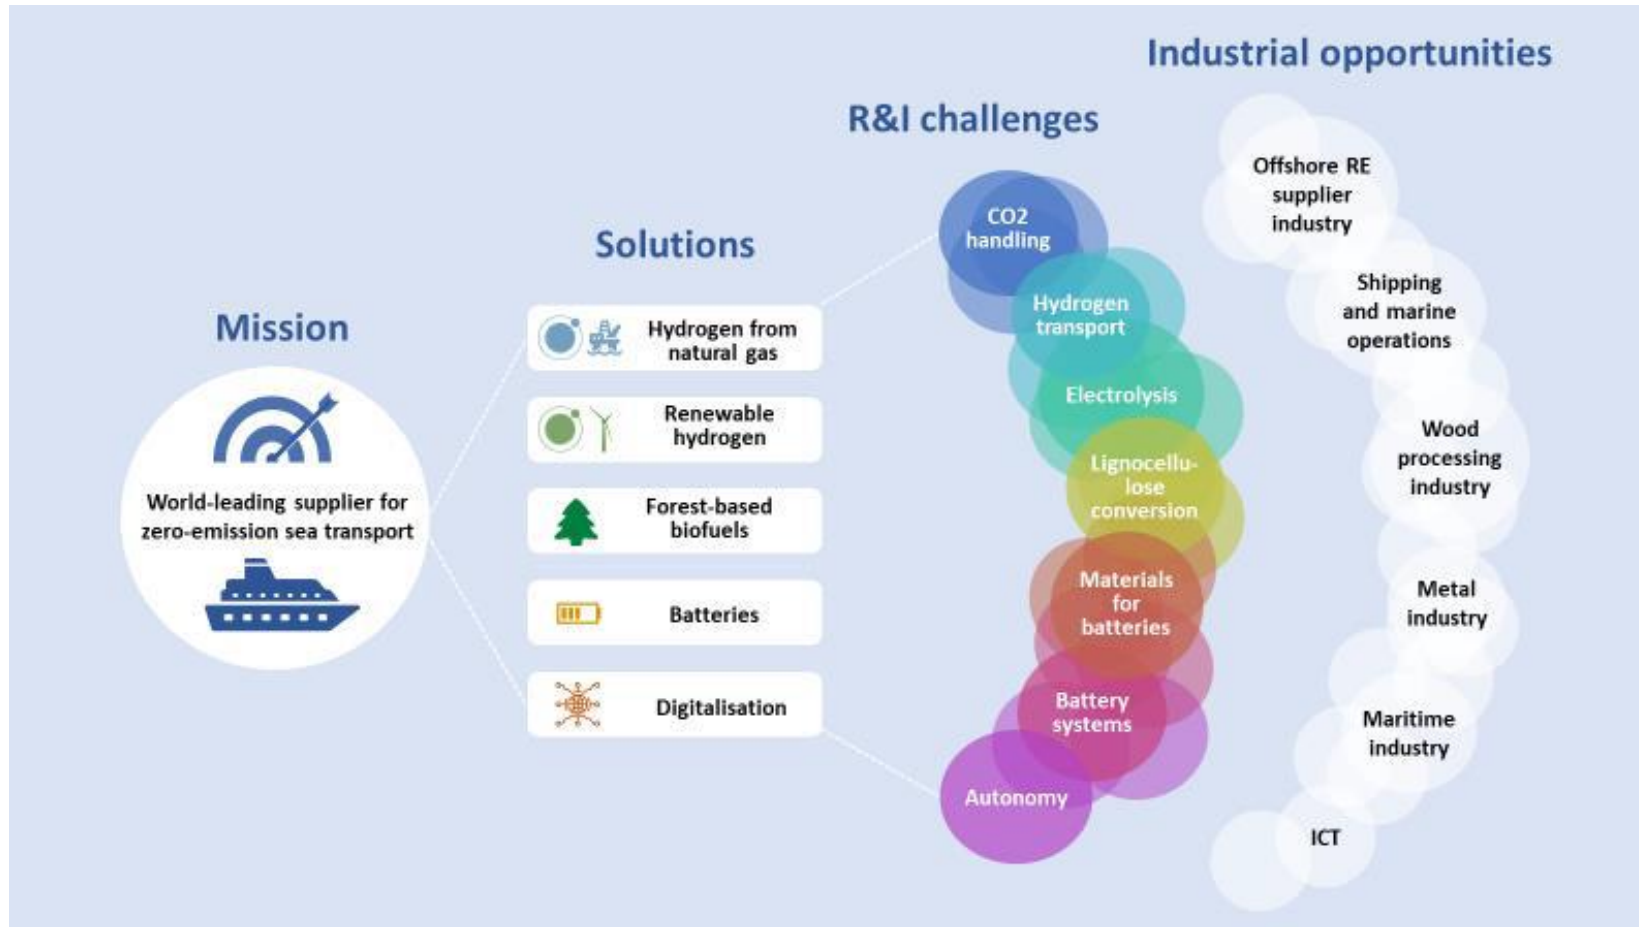 Mission
World-leading supplier for
zero-emission sea transport
Solutions
Hydrogen from
natural gas
Renewable
hydrogen
Forest-based
biofuels
Batteries
Digitalisation
R&I challenges
CO2
handling
Hydrogen
transport
Electrolysis
Lignocellu-
lose
conversion
Materials
for
batteries
Battery
systems
Autonomy
Industrial opportunities
Offshore RE
supplier
industry
Shipping
and marine
operations
Wood
processing
industry
Metal
industry
Maritime
industry
ICT